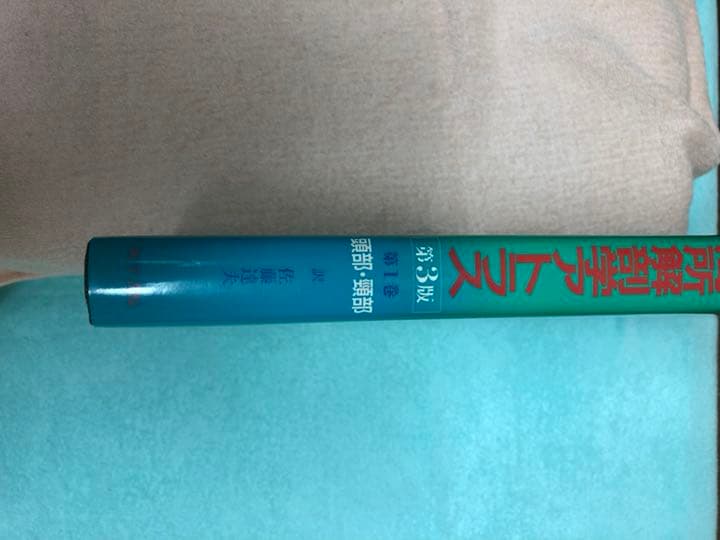 所解剖学アトラス
第3版
第1巻
頭部・頸部
訳
佐藤達夫